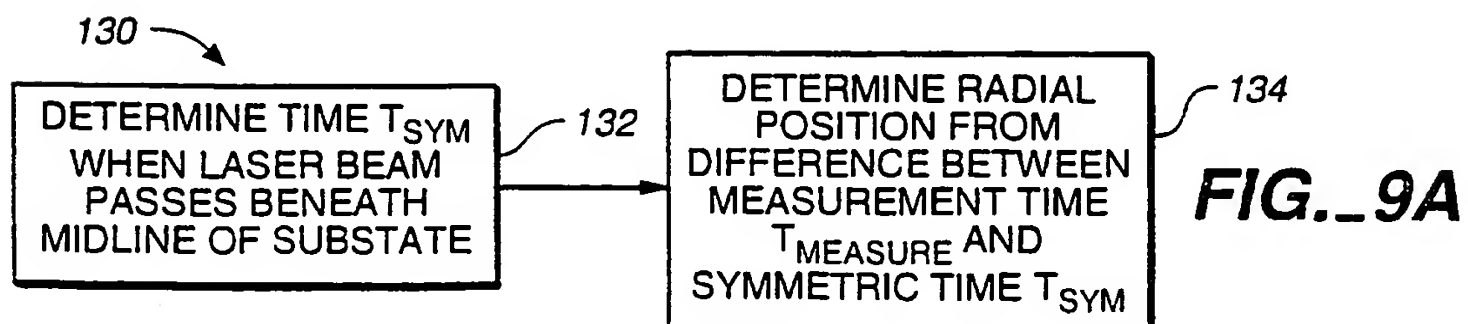 130
DETERMINE TIME TSYM
WHEN LASER BEAM
PASSES BENEATH
MIDLINE OF SUBSTATE
132
DETERMINE RADIAL
POSITION FROM
DIFFERENCE BETWEEN
MEASUREMENT TIME
TMEASURE AND
SYMMETRIC TIME TSYM
134
FIG._9A